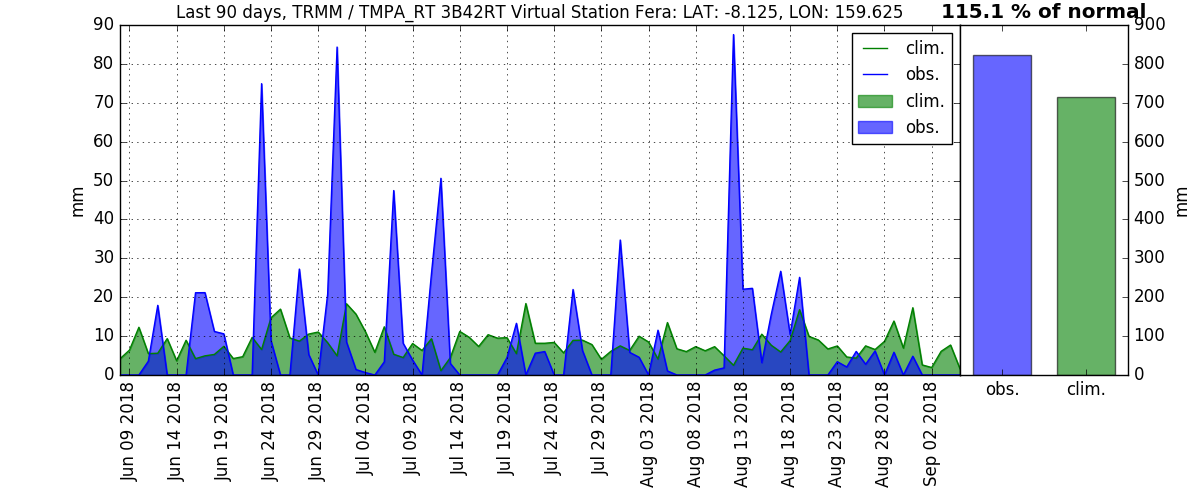 Last 90 days, TRMM / TMPA_RT 3B42RT Virtual Station Fera: LAT: -8.125, LON: 159.625
115.1 % of normal
90
80
70
60
50
40
30
20
10
0
mm
clim.
obs.
clim.
obs.
900
800
700
600
500
400
300
200
100
0
mm
obs.
clim.
Jun 09 2018
Jun 14 2018
Jun 19 2018
Jun 24 2018
Jun 29 2018
Jul 04 2018
Jul 09 2018
Jul 14 2018
Jul 19 2018
Jul 24 2018
Jul 29 2018
Aug 03 2018
Aug 08 2018
Aug 13 2018
Aug 18 2018
Aug 23 2018
Aug 28 2018
Sep 02 2018